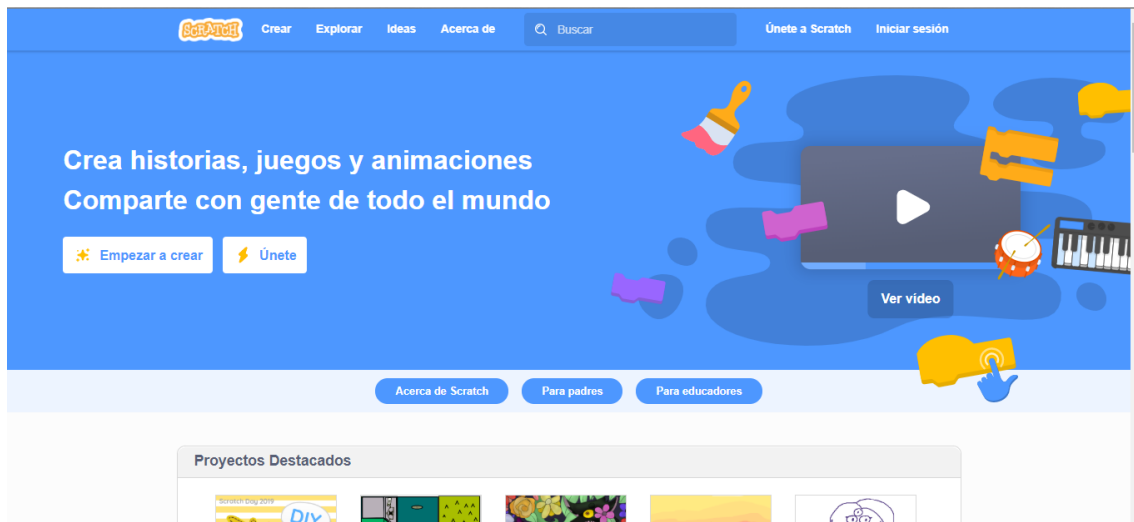 SCRATCH Crear Explorar Ideas Acerca de Buscar Únete a Scratch Iniciar sesión
Crea historias, juegos y animaciones
Comparte con gente de todo el mundo
Empezar a crear Únete
Ver video
Acerca de Scratch Para padres Para educadores
Proyectos Destacados
Scratch Day 2019
DIY